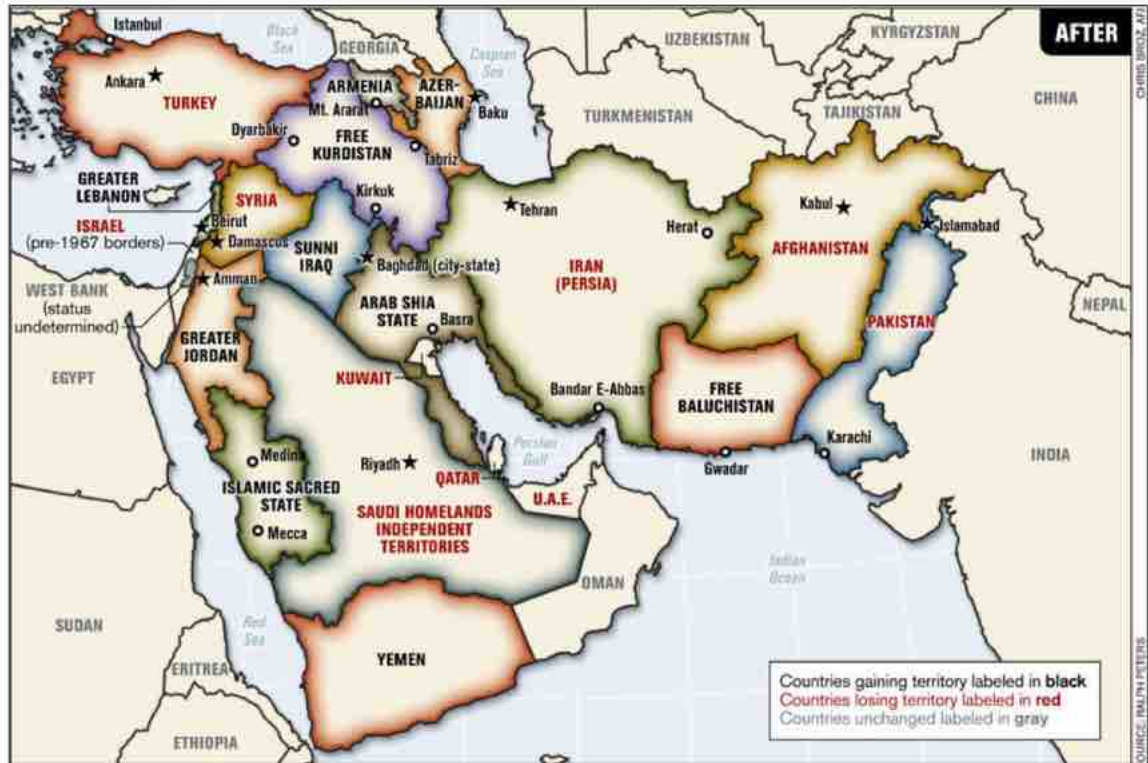 AFTER
CHRIS BROZ, AFJ
Istanbul
Black
Sea
GEORGIA
Caspian
Sea
UZBEKISTAN
KYRGYZSTAN
Ankara
TURKEY
ARMENIA
AZER-
BAIJAN
Mt. Ararat
Baku
TURKMENISTAN
TAJIKISTAN
CHINA
Dyarbakir
FREE
KURDISTAN
Tabriz
GREATER
LEBANON
SYRIA
Kirkuk
Tehran
Kabul
Herat
Islamabad
ISRAEL
(pre-1967 borders)
Beirut
Damascus
SUNNI
IRAQ
Baghdad (city-state)
IRAN
(PERSIA)
AFGHANISTAN
WEST BANK
(status
undetermined)
Amman
ARAB SHIA
STATE
Basra
NEPAL
PAKISTAN
GREATER
JORDAN
EGYPT
KUWAIT
Bandar E-Abbas
FREE
BALUCHISTAN
Persian
Gulf
Karachi
Gwadar
INDIA
Medina
Riyadh
QATAR
ISLAMIC SACRED
STATE
U.A.E.
SAUDI HOMELANDS
INDEPENDENT
TERRITORIES
Mecca
OMAN
Indian
Ocean
SUDAN
Red
Sea
YEMEN
ERITREA
ETHIOPIA
Countries gaining territory labeled in black
Countries losing territory labeled in red
Countries unchanged labeled in gray
SOURCE: RALPH PETERS